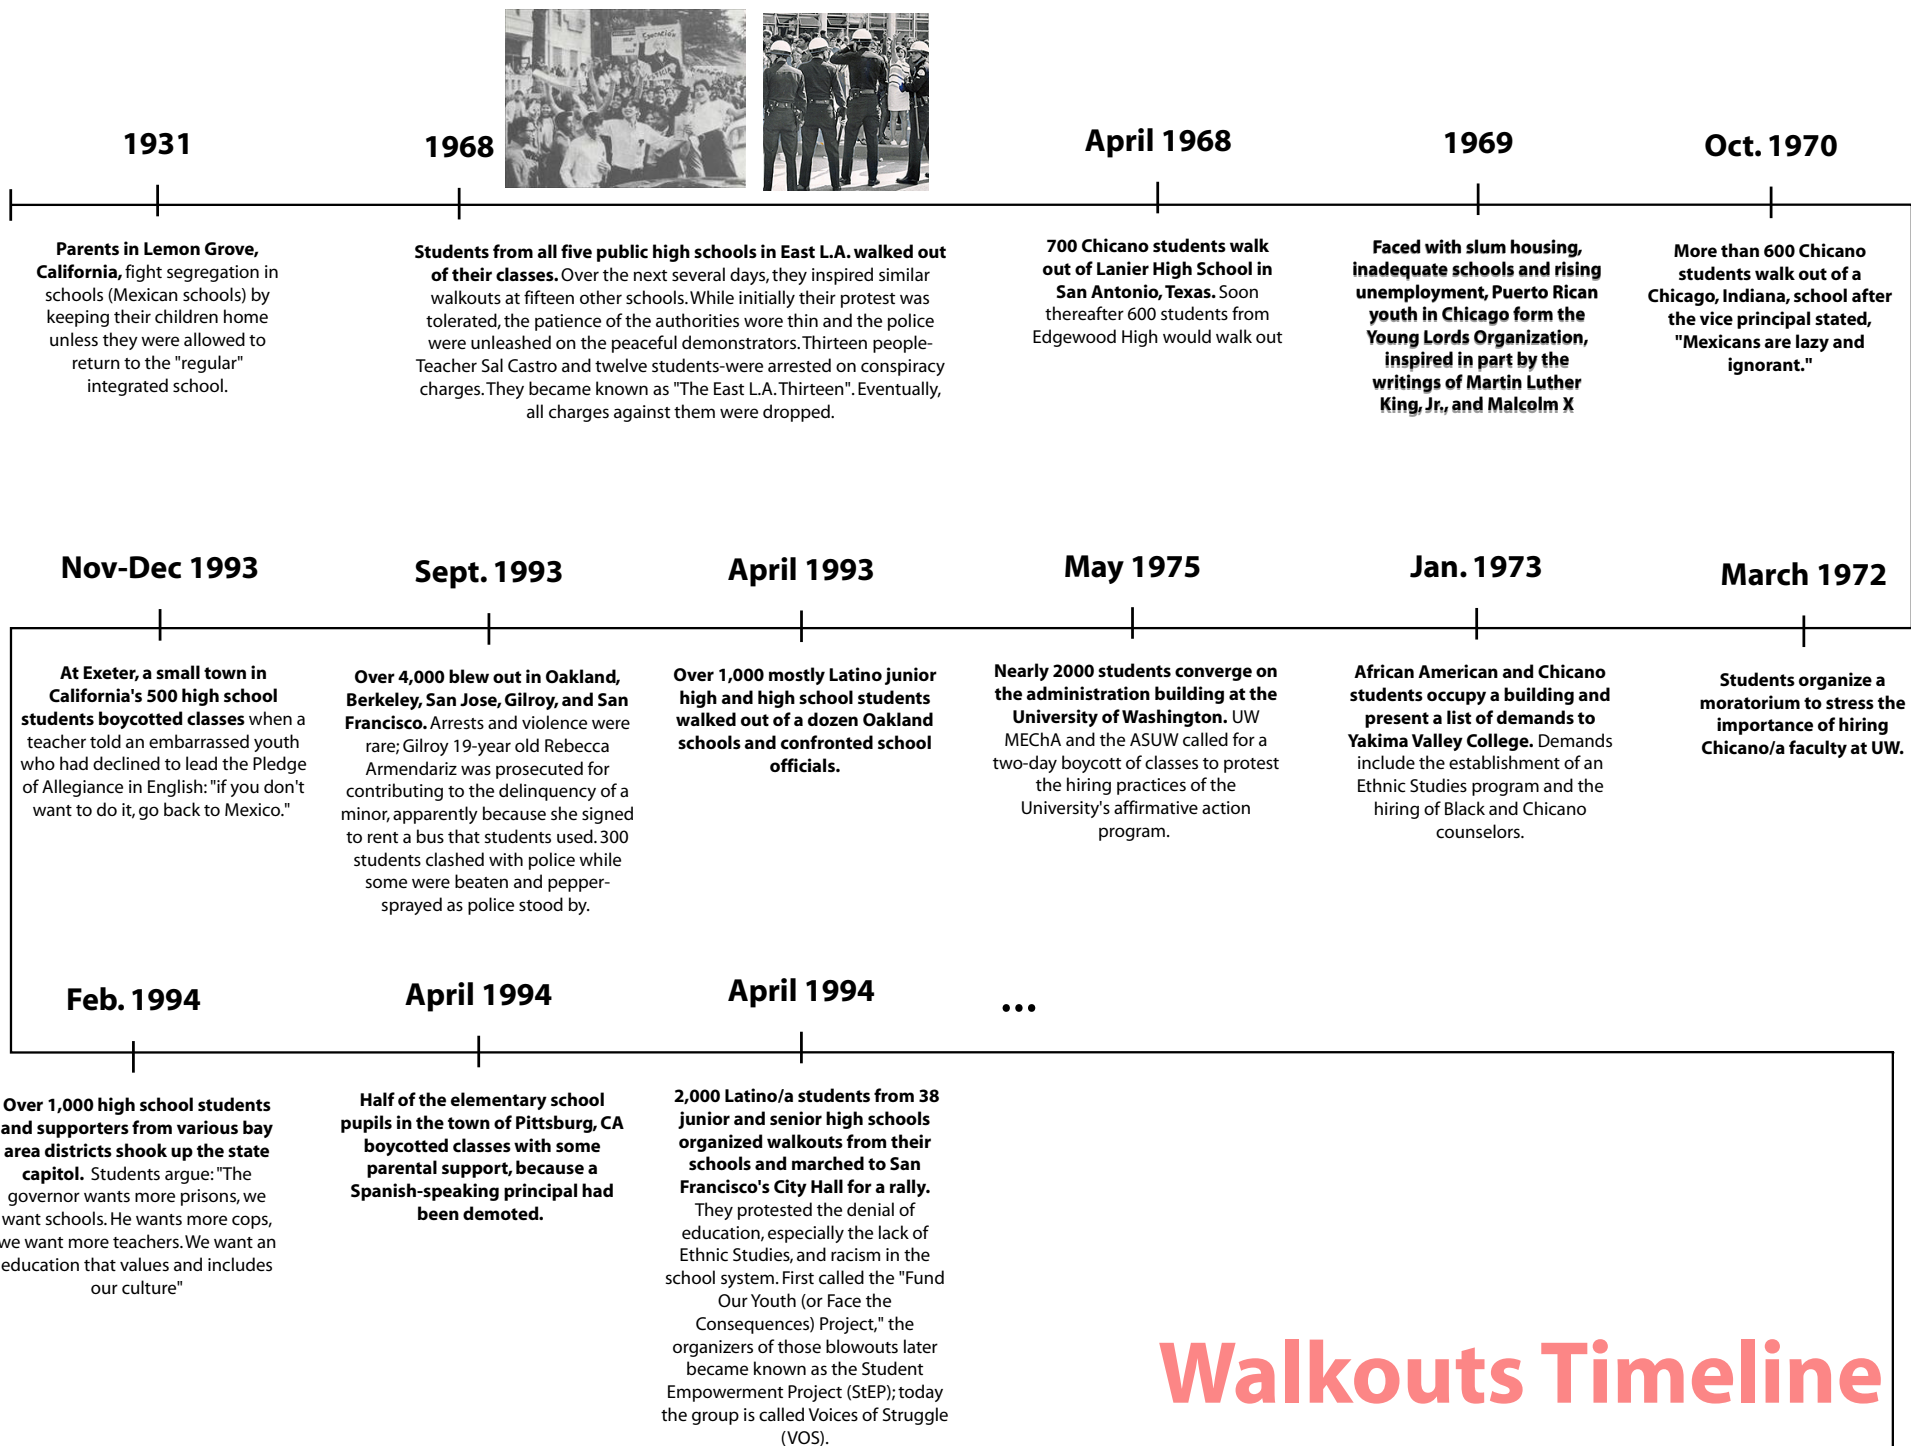 1931
Parents in Lemon Grove,
California, fight segregation in
schools (Mexican schools) by
keeping their children home
unless they were allowed to
return to the "regular"
integrated school.
1968
Educación
Students from all five public high schools in East L.A. walked out
of their classes. Over the next several days, they inspired similar
walkouts at fifteen other schools. While initially their protest was
tolerated, the patience of the authorities wore thin and the police
were unleashed on the peaceful demonstrators. Thirteen people-
Teacher Sal Castro and twelve students-were arrested on conspiracy
charges. They became known as "The East L.A. Thirteen". Eventually,
all charges against them were dropped.
April 1968
700 Chicano students walk
out of Lanier High School in
San Antonio, Texas. Soon
thereafter 600 students from
Edgewood High would walk out
1969
Faced with slum housing,
inadequate schools and rising
unemployment, Puerto Rican
youth in Chicago form the
Young Lords Organization,
inspired in part by the
writings of Martin Luther
King, Jr., and Malcolm X
Oct. 1970
More than 600 Chicano
students walk out of a
Chicago, Indiana, school after
the vice principal stated,
"Mexicans are lazy and
ignorant."
Nov-Dec 1993
At Exeter, a small town in
California's 500 high school
students boycotted classes when a
teacher told an embarrassed youth
who had declined to lead the Pledge
of Allegiance in English: "if you don't
want to do it, go back to Mexico."
Sept. 1993
Over 4,000 blew out in Oakland,
Berkeley, San Jose, Gilroy, and San
Francisco. Arrests and violence were
rare; Gilroy 19-year old Rebecca
Armendariz was prosecuted for
contributing to the delinquency of a
minor, apparently because she signed
to rent a bus that students used. 300
students clashed with police while
some were beaten and pepper-
sprayed as police stood by.
April 1993
Over 1,000 mostly Latino junior
high and high school students
walked out of a dozen Oakland
schools and confronted school
officials.
May 1975
Nearly 2000 students converge on
the administration building at the
University of Washington. UW
MEChA and the ASUW called for a
two-day boycott of classes to protest
the hiring practices of the
University's affirmative action
program.
Jan. 1973
African American and Chicano
students occupy a building and
present a list of demands to
Yakima Valley College. Demands
include the establishment of an
Ethnic Studies program and the
hiring of Black and Chicano
counselors.
March 1972
Students organize a
moratorium to stress the
importance of hiring
Chicano/a faculty at UW.
Feb. 1994
Over 1,000 high school students
and supporters from various bay
area districts shook up the state
capitol. Students argue: "The
governor wants more prisons, we
want schools. He wants more cops,
we want more teachers. We want an
education that values and includes
our culture"
April 1994
Half of the elementary school
pupils in the town of Pittsburg, CA
boycotted classes with some
parental support, because a
Spanish-speaking principal had
been demoted.
April 1994
2,000 Latino/a students from 38
junior and senior high schools
organized walkouts from their
schools and marched to San
Francisco's City Hall for a rally.
They protested the denial of
education, especially the lack of
Ethnic Studies, and racism in the
school system. First called the "Fund
Our Youth (or Face the
Consequences) Project," the
organizers of those blowouts later
became known as the Student
Empowerment Project (StEP); today
the group is called Voices of Struggle
(VOS).
...
Walkouts Timeline